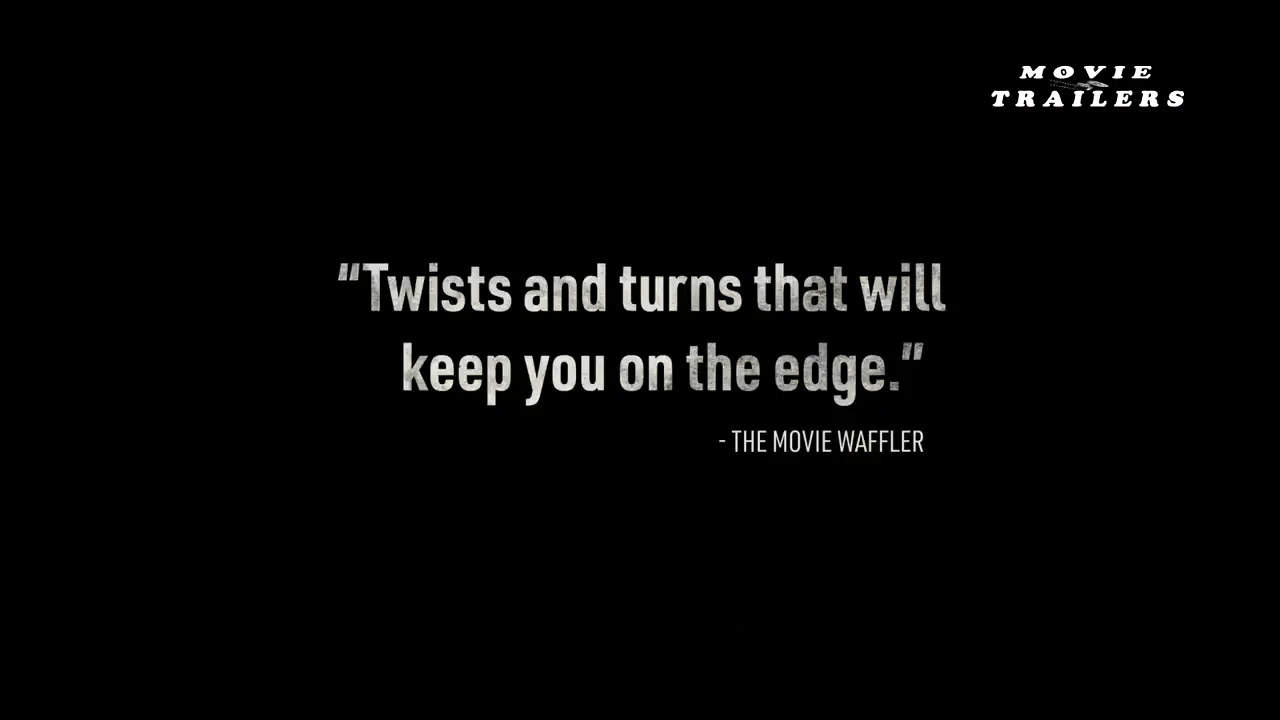 MOVIE
TRAILERS
“Twists and turns that will
keep you on the edge.”
- THE MOVIE WAFFLER